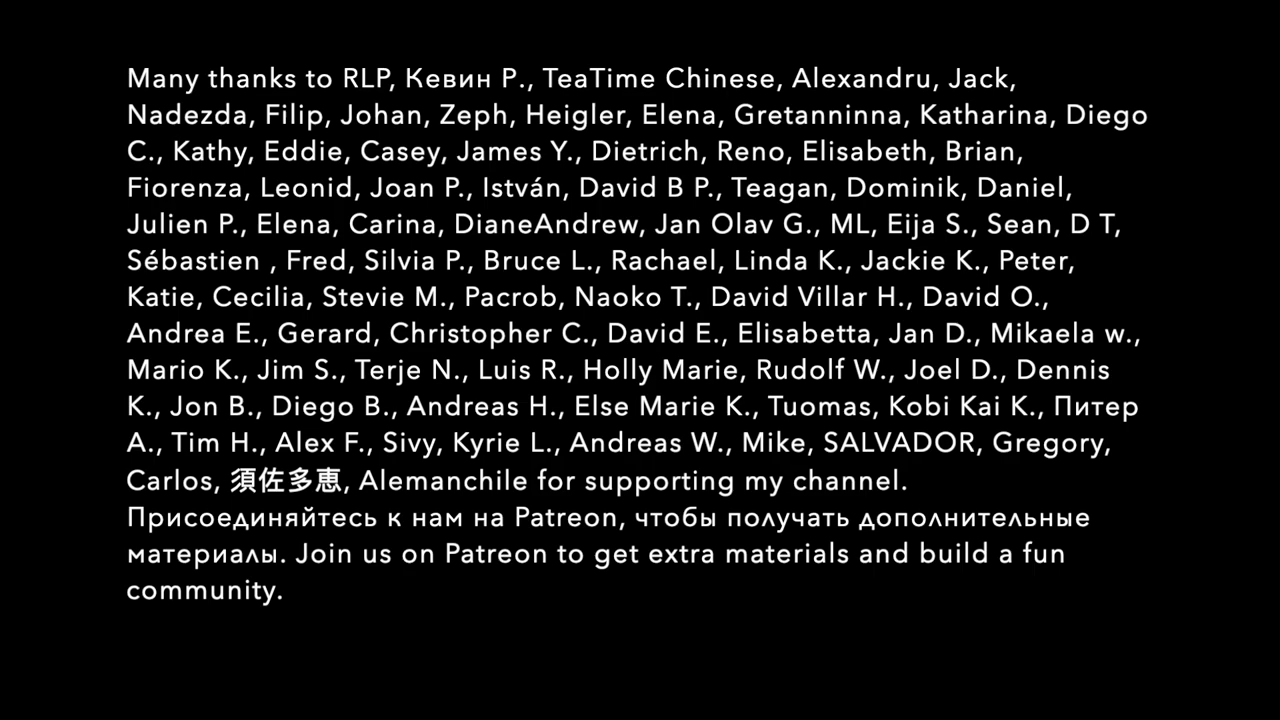 Many thanks to RLP, Кевин Р., TeaTime Chinese, Alexandru, Jack,
Nadezda, Filip, Johan, Zeph, Heigler, Elena, Gretanninna, Katharina, Diego
C., Kathy, Eddie, Casey, James Y., Dietrich, Reno, Elisabeth, Brian,
Fiorenza, Leonid, Joan P., István, David B P., Teagan, Dominik, Daniel,
Julien P., Elena, Carina, DianeAndrew, Jan Olav G., ML, Eija S., Sean, D T,
Sébastien , Fred, Silvia P., Bruce L., Rachael, Linda K., Jackie K., Peter,
Katie, Cecilia, Stevie M., Pacrob, Naoko T., David Villar H., David O.,
Andrea E., Gerard, Christopher C., David E., Elisabetta, Jan D., Mikaela w.,
Mario K., Jim S., Terje N., Luis R., Holly Marie, Rudolf W., Joel D., Dennis
K., Jon B., Diego B., Andreas H., Else Marie K., Tuomas, Kobi Kai K., Питер
А., Tim H., Alex F., Sivy, Kyrie L., Andreas W., Mike, SALVADOR, Gregory,
Carlos, 須佐多恵, Alemanchile for supporting my channel.
Присоединяйтесь к нам на Patreon, чтобы получать дополнительные
материалы. Join us on Patreon to get extra materials and build a fun
community.